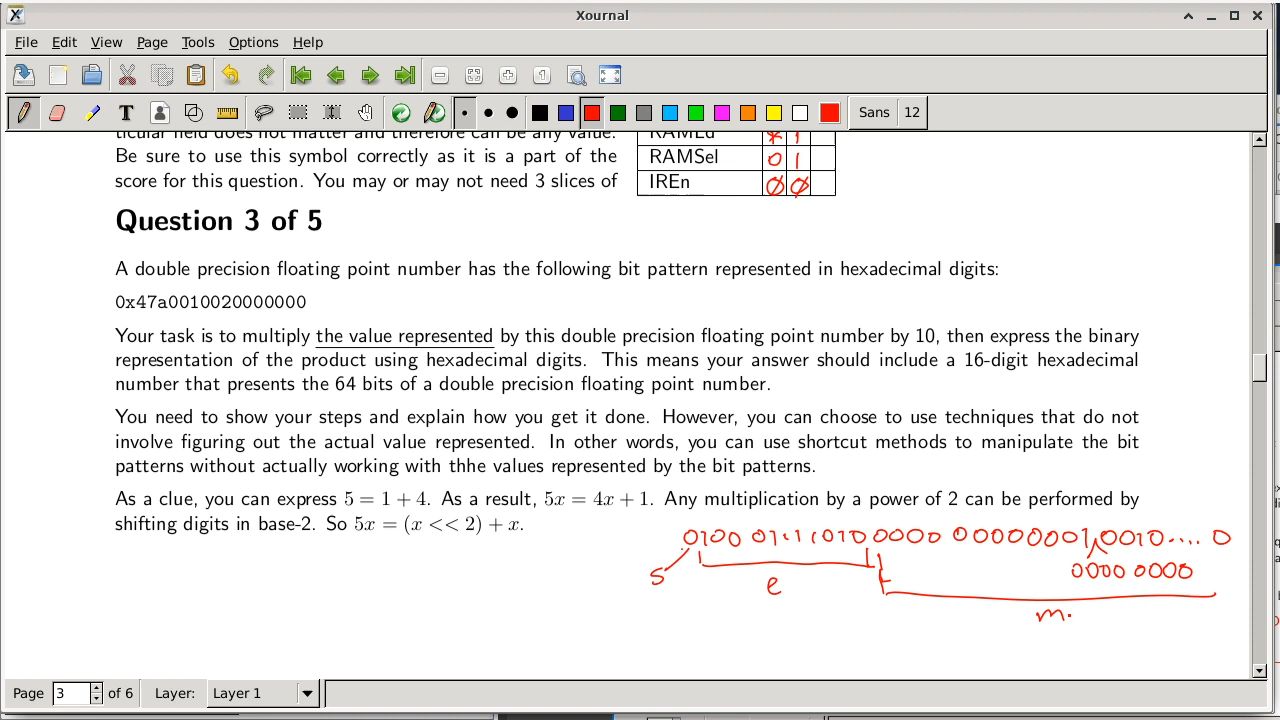 Xournal
File Edit View Page Tools Options Help
Sans 12
ticular field does not matter and therefore can be any value.
Be sure to use this symbol correctly as it is a part of the
score for this question. You may or may not need 3 slices of
RAMEd x 1
RAMSel 0 1
IREn 0 0
Question 3 of 5
A double precision floating point number has the following bit pattern represented in hexadecimal digits:
0x47a0010020000000
Your task is to multiply the value represented by this double precision floating point number by 10, then express the binary
representation of the product using hexadecimal digits. This means your answer should include a 16-digit hexadecimal
number that presents the 64 bits of a double precision floating point number.
You need to show your steps and explain how you get it done. However, you can choose to use techniques that do not
involve figuring out the actual value represented. In other words, you can use shortcut methods to manipulate the bit
patterns without actually working with thhe values represented by the bit patterns.
As a clue, you can express 5 = 1 + 4. As a result, 5x = 4x + 1. Any multiplication by a power of 2 can be performed by
shifting digits in base-2. So 5x = (x << 2) + x.
0100 0111 1010 0000 0000 0001 0010 .... 0
0000 0000
s e m.
Page 3 of 6 Layer: Layer 1